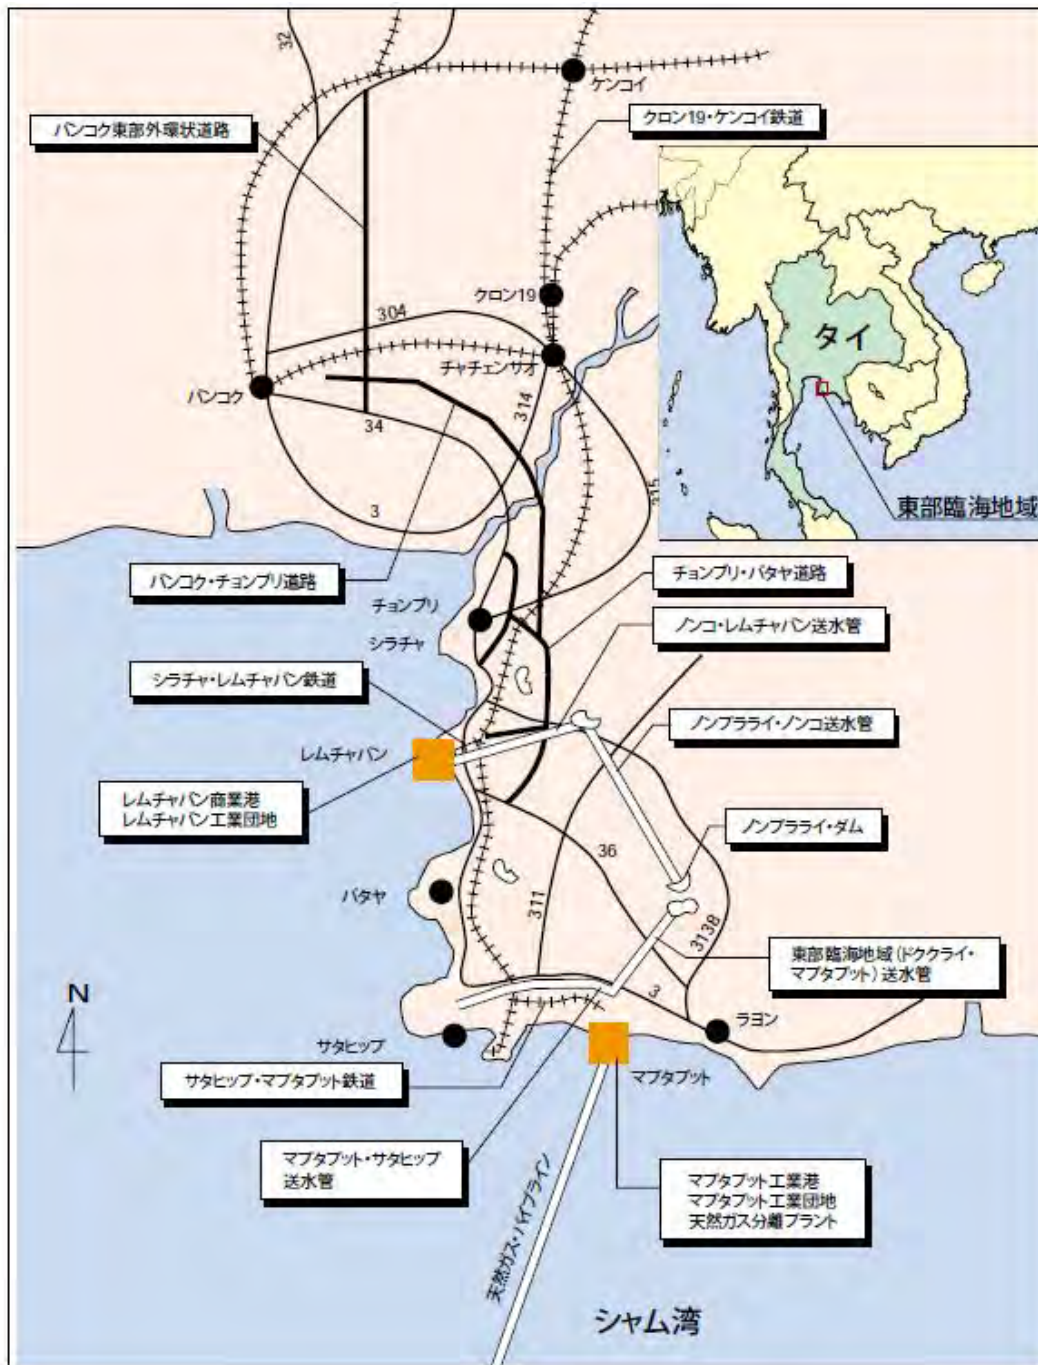 32
ケンコイ
バンコク東部外環状道路
クロン19・ケンコイ鉄道
クロン19
304
タイ
チャチェンサオ
バンコク
314
34
315
東部臨海地域
3
バンコク・チョンブリ道路
チョンブリ・パタヤ道路
チョンブリ
ノンコ・レムチャバン送水管
シラチャ
シラチャ・レムチャバン鉄道
ノンプラライ・ノンコ送水管
レムチャバン
レムチャバン商業港
レムチャバン工業団地
ノンプラライ・ダム
36
パタヤ
311
3138
東部臨海地域(ドククライ・
マプタプット)送水管
N
3
ラヨン
サタヒップ
マプタプット
サタヒップ・マプタプット鉄道
マプタプット・サタヒップ
送水管
マプタプット工業港
マプタプット工業団地
天然ガス分離プラント
天然ガス・パイプライン
シャム湾